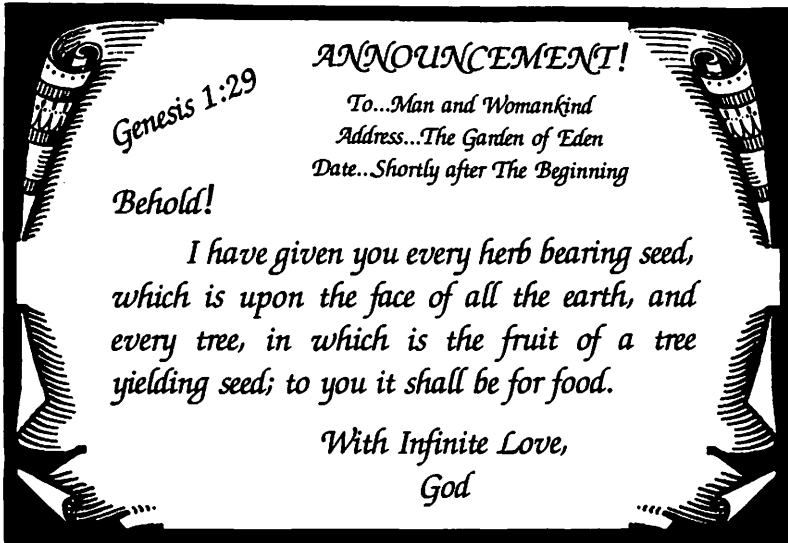 ANNOUNCEMENT!
Genesis 1:29
To...Man and Womankind
Address...The Garden of Eden
Date...Shortly after The Beginning
Behold!
I have given you every herb bearing seed,
which is upon the face of all the earth, and
every tree, in which is the fruit of a tree
yielding seed; to you it shall be for food.
With Infinite Love,
God